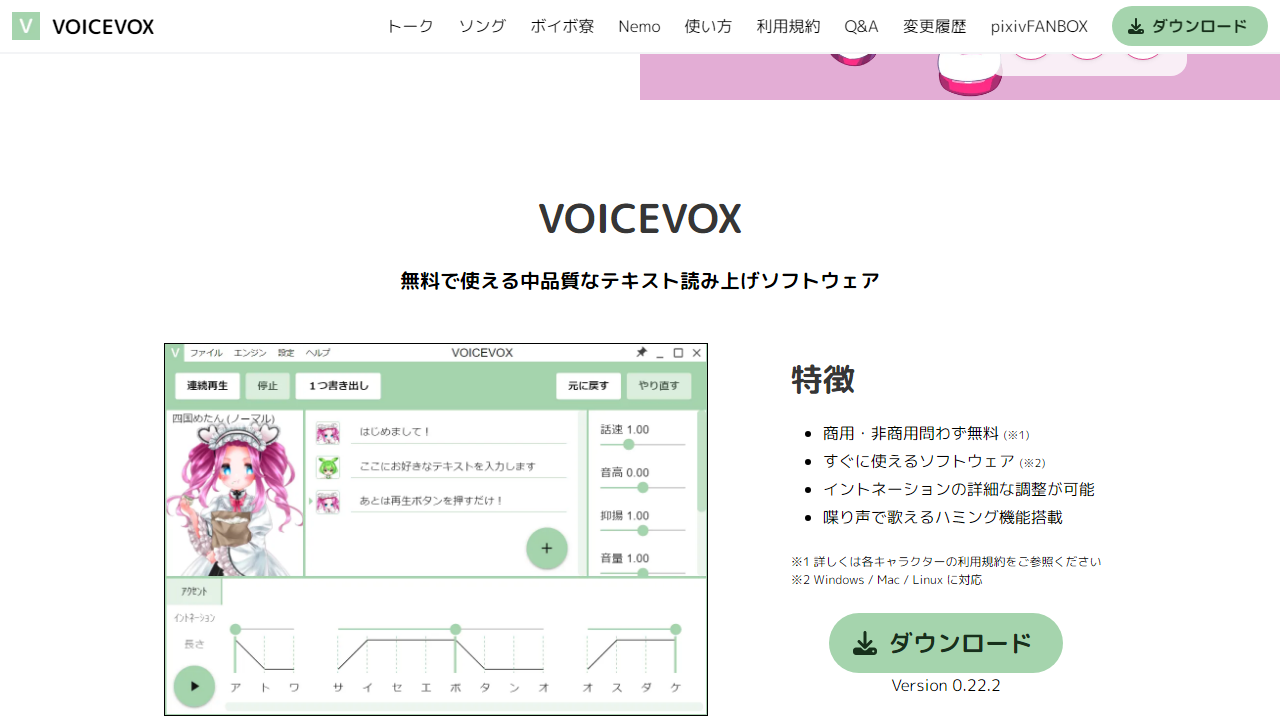 V VOICEVOX トーク ソング ボイボ寮 Nemo 使い方 利用規約 Q&A 変更履歴 pixivFANBOX ダウンロード
VOICEVOX
無料で使える中品質なテキスト読み上げソフトウェア
V ファイル エンジン 設定 ヘルプ VOICEVOX
連続再生 停止 1つ書き出し 元に戻す やり直す
四国めたん (ノーマル)
はじめまして！
ここにお好きなテキストを入力します
あとは再生ボタンを押すだけ！
話速 1.00
音高 0.00
抑揚 1.00
音量 1.00
アクセント
イントネーション
長さ
ア ト ワ サ イ セ エ ボ タ ン オ オ ス ダ ケ
特徴
商用・非商用問わず無料 (※1)
すぐに使えるソフトウェア (※2)
イントネーションの詳細な調整が可能
喋り声で歌えるハミング機能搭載
※1 詳しくは各キャラクターの利用規約をご参照ください
※2 Windows / Mac / Linux に対応
ダウンロード
Version 0.22.2